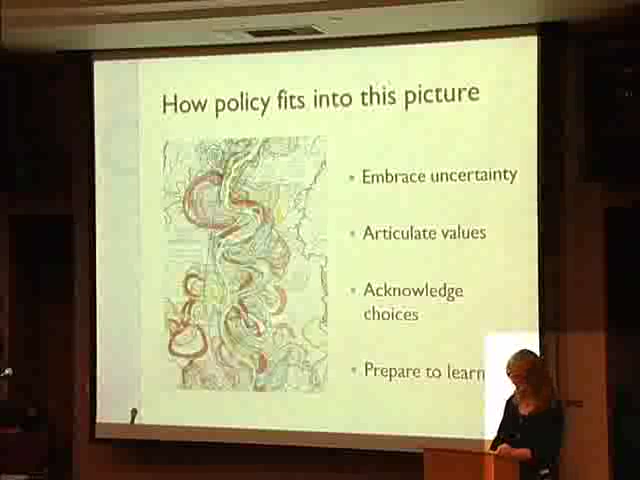 How policy fits into this picture
Embrace uncertainty
Articulate values
Acknowledge
choices
Prepare to learn